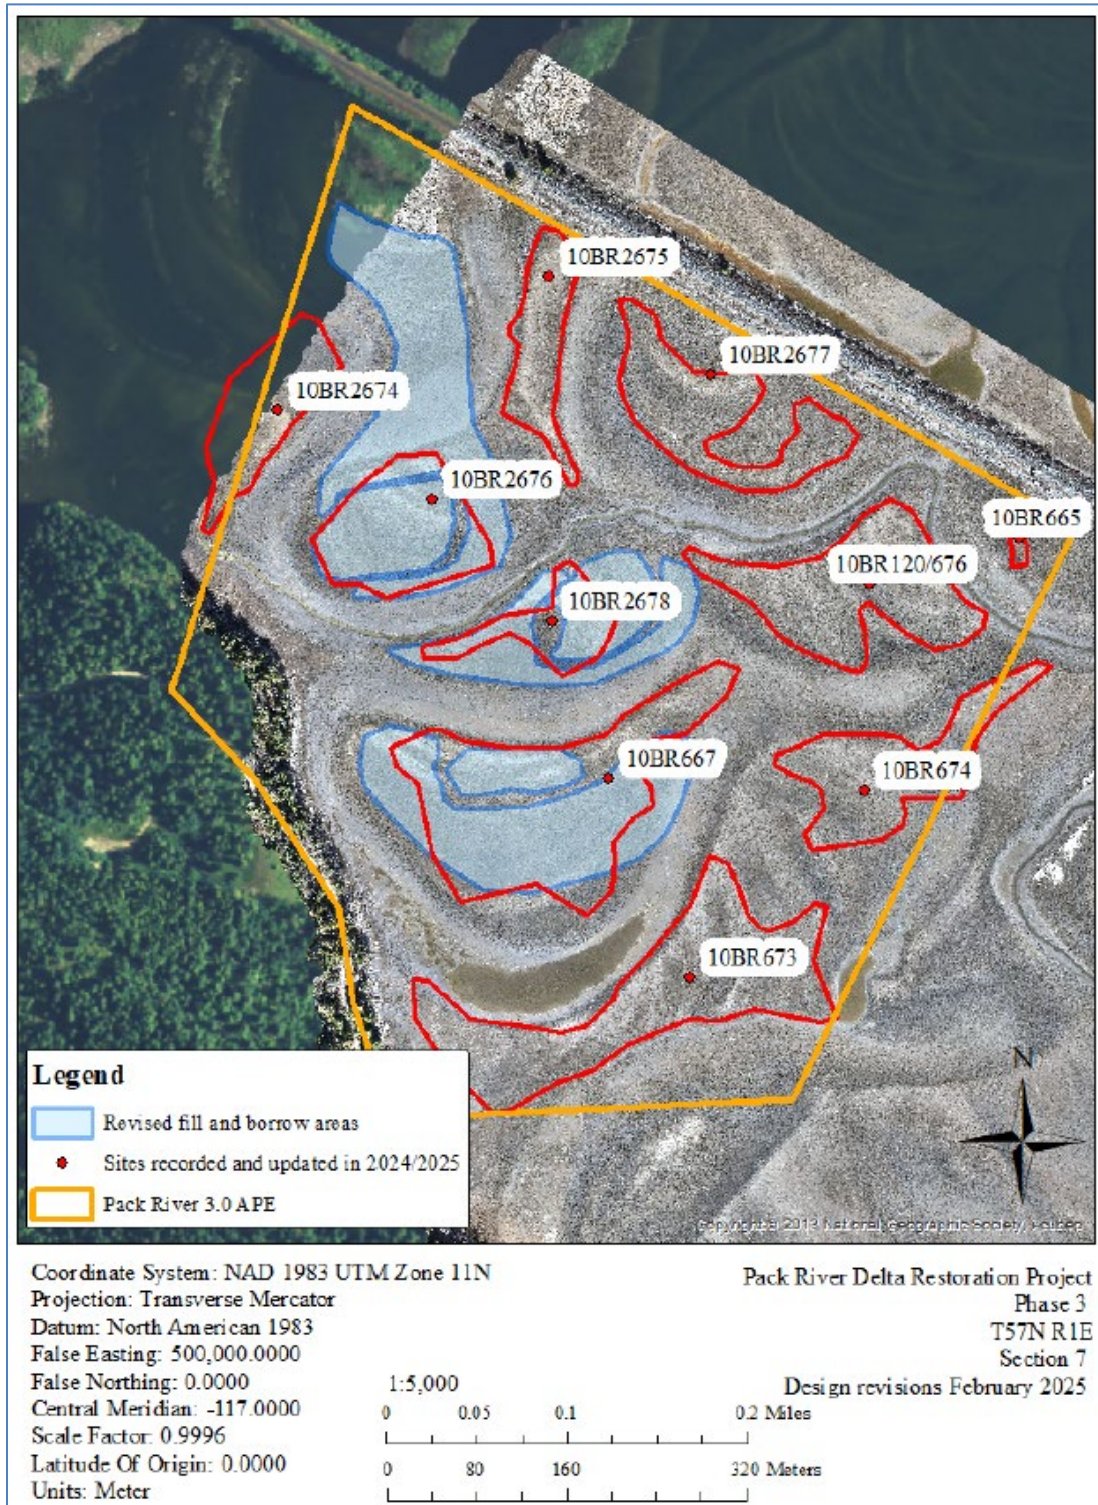 10BR2675
10BR2677
10BR2674
10BR2676
10BR665
10BR120/676
10BR2678
10BR667
10BR674
10BR673
N
Legend
Revised fill and borrow areas
Sites recorded and updated in 2024/2025
Pack River 3.0 APE
2013 National Geographic Society, i-cubed
Coordinate System: NAD 1983 UTM Zone 11N
Projection: Transverse Mercator
Datum: North American 1983
False Easting: 500,000.0000
False Northing: 0.0000
Central Meridian: -117.0000
Scale Factor: 0.9996
Latitude Of Origin: 0.0000
Units: Meter
1:5,000
0 0.05 0.1 0.2 Miles
0 80 160 320 Meters
Pack River Delta Restoration Project
Phase 3
T57N R1E
Section 7
Design revisions February 2025